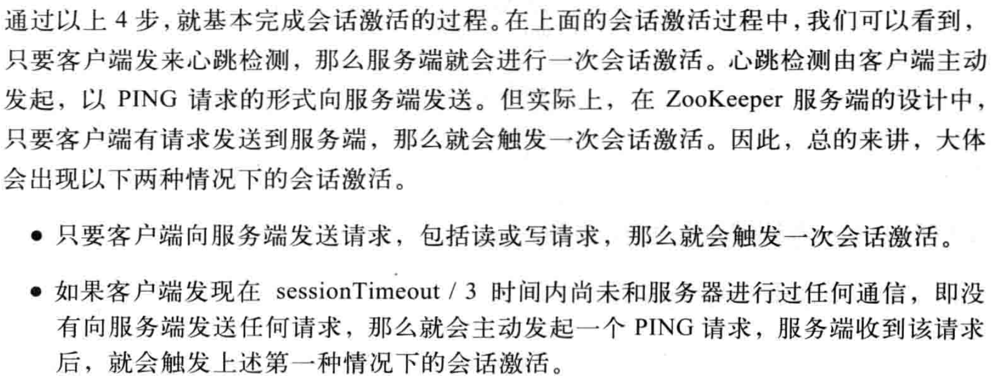 通过以上 4 步，就基本完成会话激活的过程。在上面的会话激活过程中，我们可以看到，
只要客户端发来心跳检测，那么服务端就会进行一次会话激活。心跳检测由客户端主动
发起，以 PING 请求的形式向服务端发送。但实际上，在 ZooKeeper 服务端的设计中，
只要客户端有请求发送到服务端，那么就会触发一次会话激活。因此，总的来讲，大体
会出现以下两种情况下的会话激活。
● 只要客户端向服务端发送请求，包括读或写请求，那么就会触发一次会话激活。
● 如果客户端发现在 sessionTimeout / 3 时间内尚未和服务器进行过任何通信，即没
有向服务端发送任何请求，那么就会主动发起一个 PING 请求，服务端收到该请求
后，就会触发上述第一种情况下的会话激活。